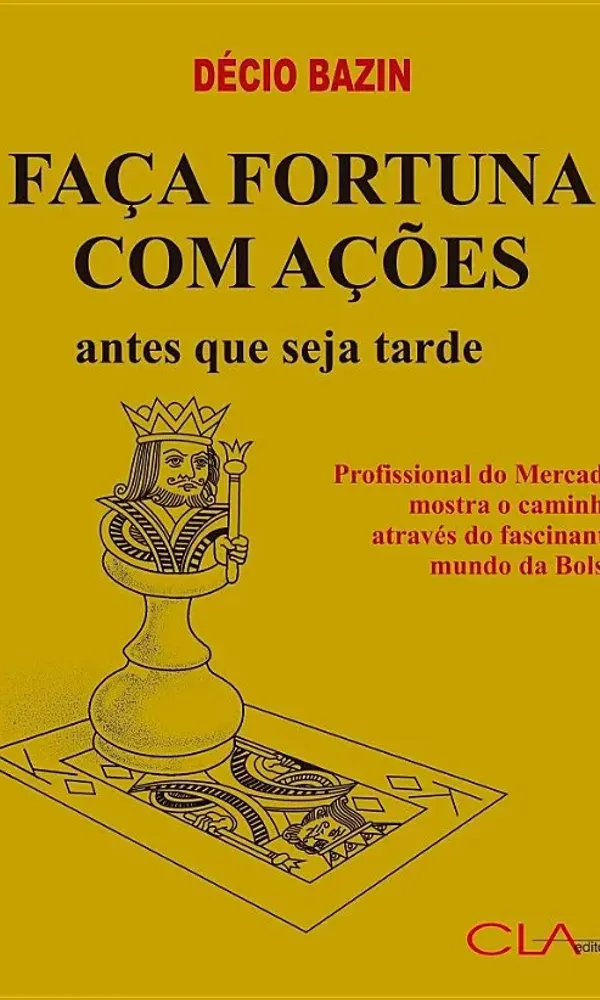 DÉCIO BAZIN
FAÇA FORTUNA
COM AÇÕES
antes que seja tarde
Profissional do Mercad
mostra o caminh
através do fascinant
mundo da Bols
K
K
CLA
edito